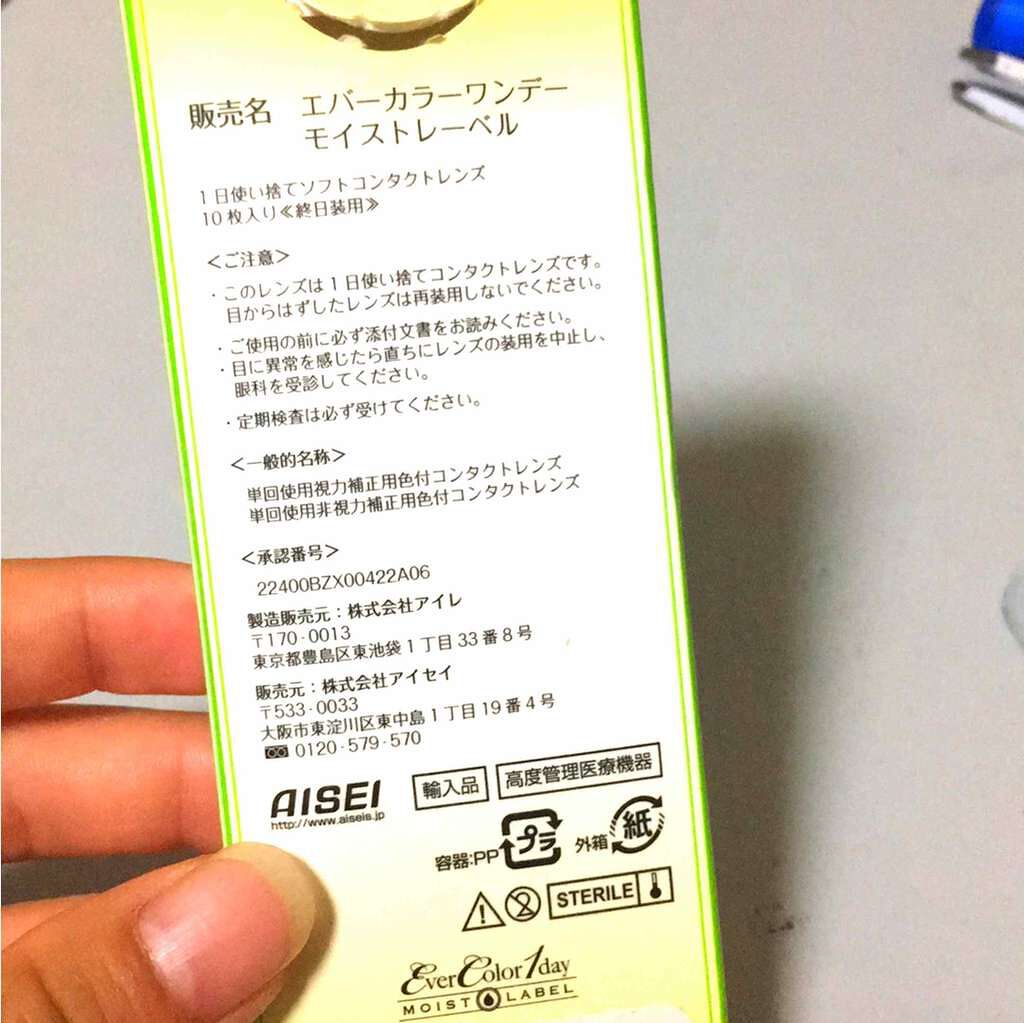 販売名 エバーカラーワンデー
モイストレーベル
1日使い捨てソフトコンタクトレンズ
10枚入り≪終日装用≫
＜ご注意＞
・このレンズは1日使い捨てコンタクトレンズです。
目からはずしたレンズは再装用しないでください。
・ご使用の前に必ず添付文書をお読みください。
・目に異常を感じたら直ちにレンズの装用を中止し、
眼科を受診してください。
・定期検査は必ず受けてください。
＜一般的名称＞
単回使用視力補正用色付コンタクトレンズ
単回使用非視力補正用色付コンタクトレンズ
＜承認番号＞
22400BZX00422A06
製造販売元：株式会社アイレ
〒170-0013
東京都豊島区東池袋1丁目33番8号
販売元：株式会社アイセイ
〒533-0033
大阪市東淀川区東中島1丁目19番4号
0120-579-570
AISEI 輸入品 高度管理医療機器
http://www.aiseis.jp
容器:PP プラ 外箱 紙
2 STERILE
EverColor1day
MOIST LABEL